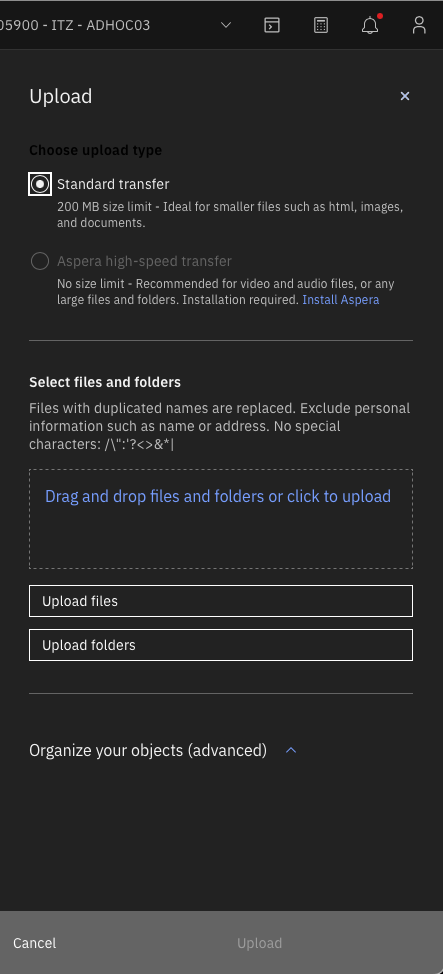 05900 - ITZ - ADHOC03
Upload
Choose upload type
Standard transfer
200 MB size limit - Ideal for smaller files such as html, images,
and documents.
Aspera high-speed transfer
No size limit - Recommended for video and audio files, or any
large files and folders. Installation required. Install Aspera
Select files and folders
Files with duplicated names are replaced. Exclude personal
information such as name or address. No special
characters: /\":'?<>&*|
Drag and drop files and folders or click to upload
Upload files
Upload folders
Organize your objects (advanced)
Cancel
Upload